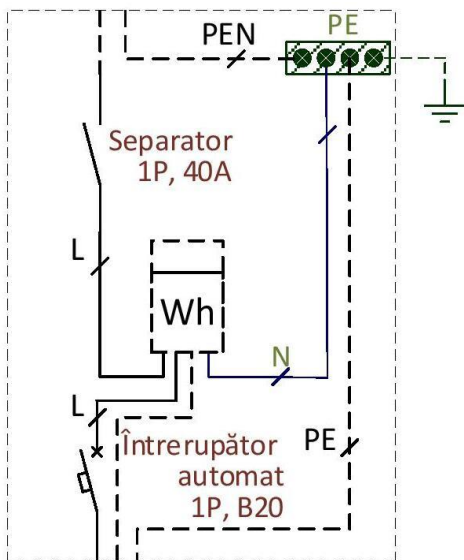 PEN
PE
Separator
1P, 40A
L
Wh
N
L
Întrerupător
automat
1P, B20
PE